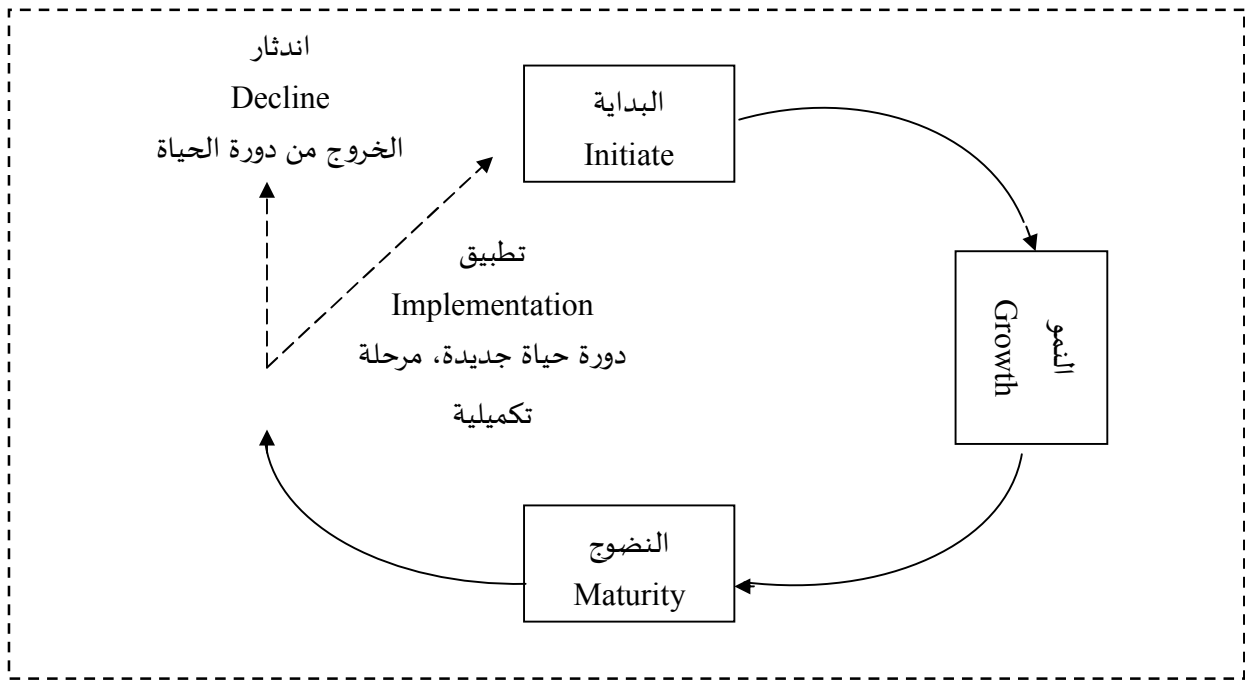 اندثار
Decline
الخروج من دورة الحياة
البداية
Initiate
تطبيق
Implementation
دورة حياة جديدة، مرحلة
تكميلية
النمو
Growth
النضوج
Maturity